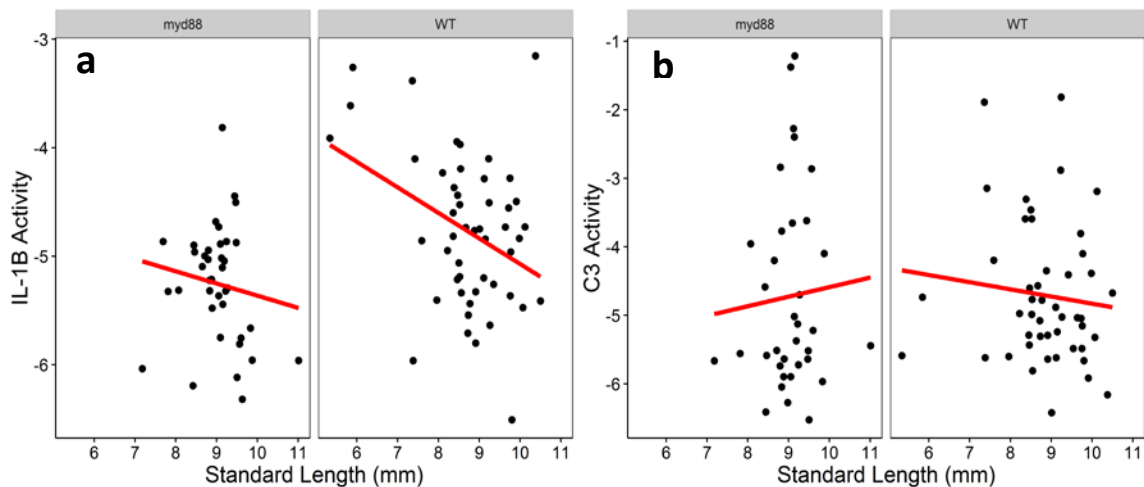 myd88 WT
a
IL-1B Activity
-3
-4
-5
-6
6 7 8 9 10 11 6 7 8 9 10 11
Standard Length (mm)
myd88 WT
b
C3 Activity
-1
-2
-3
-4
-5
-6
6 7 8 9 10 11 6 7 8 9 10 11
Standard Length (mm)